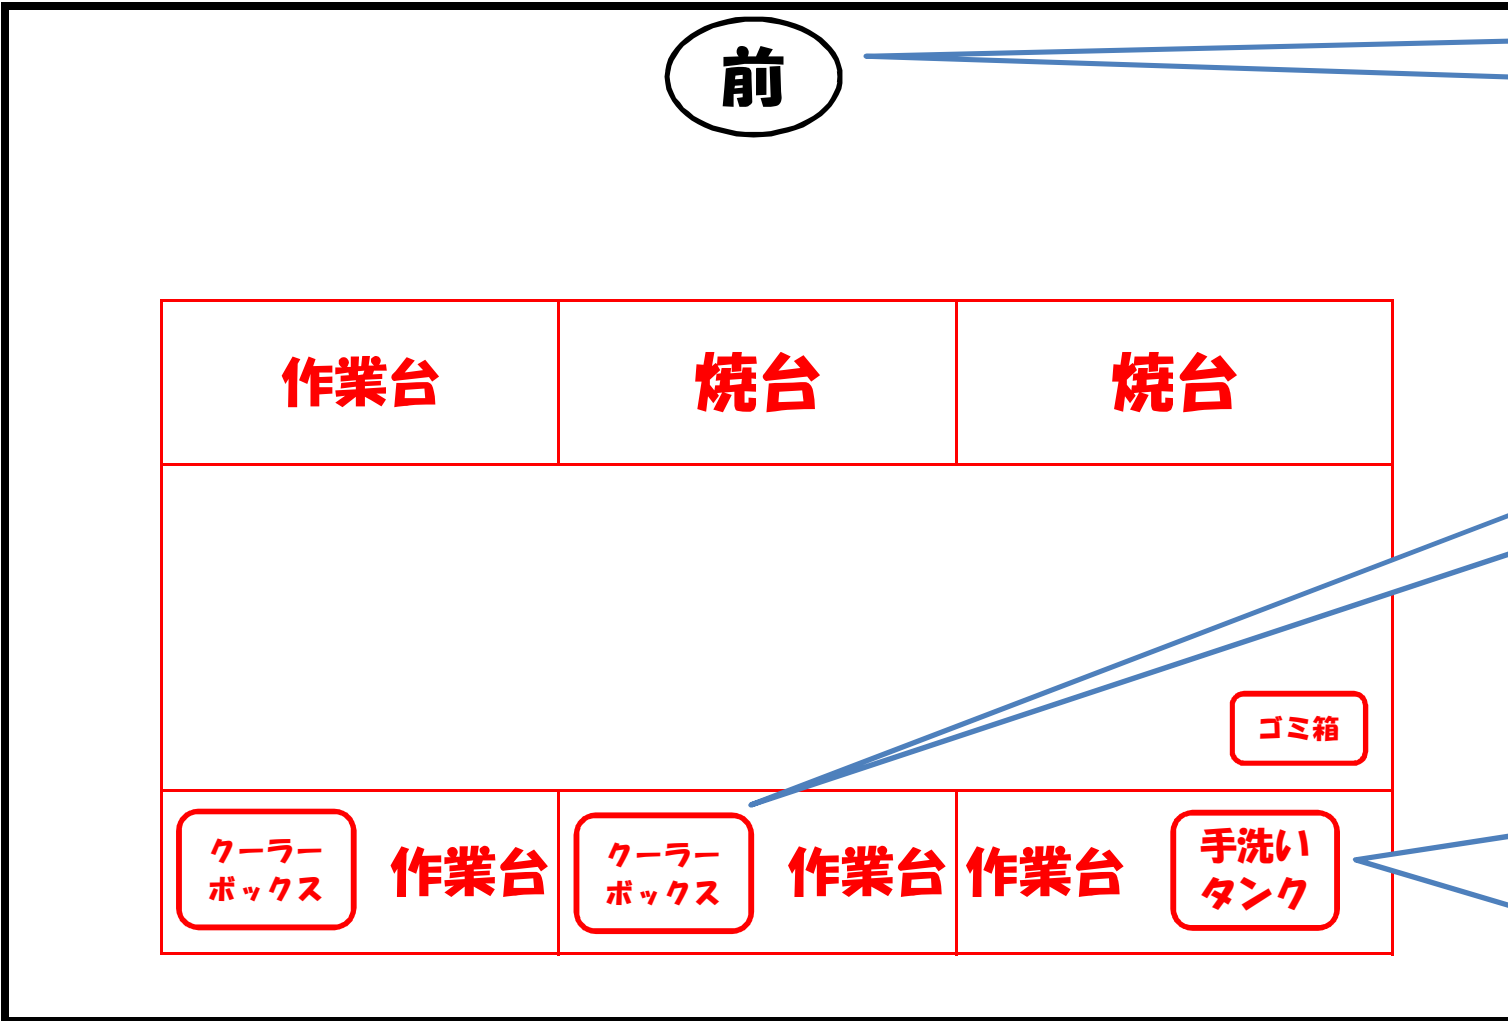 前
作業台
焼台
焼台
ゴミ箱
クーラー
ボックス
作業台
クーラー
ボックス
作業台
作業台
手洗い
タンク